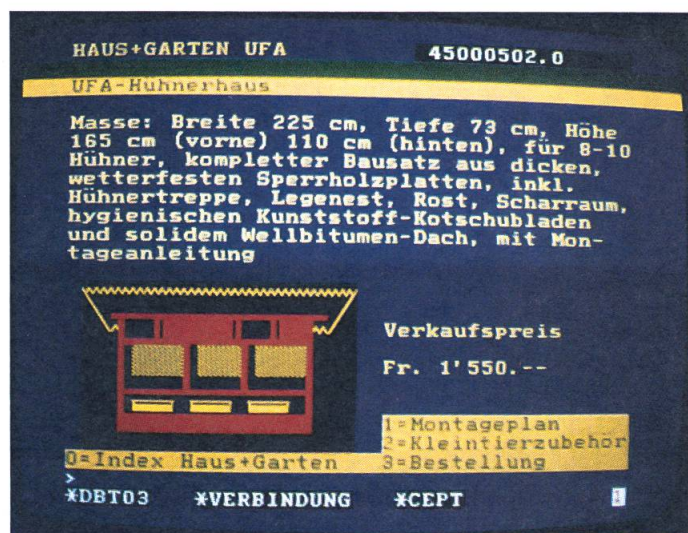 HAUS+GARTEN UFA 45000502.0
UFA-Hühnerhaus
Masse: Breite 225 cm, Tiefe 73 cm, Höhe
165 cm (vorne) 110 cm (hinten), für 8-10
Hühner, kompletter Bausatz aus dicken,
wetterfesten Sperrholzplatten, inkl.
Hühnertreppe, Legenest, Rost, Scharraum,
hygienischen Kunststoff-Kotschubladen
und solidem Wellbitumen-Dach, mit Mon-
tageanleitung
Verkaufspreis
Fr. 1'550.--
1=Montageplan
2=Kleintierzubehör
0=Index Haus+Garten 3=Bestellung
>
*DBT03 *VERBINDUNG *CEPT 1